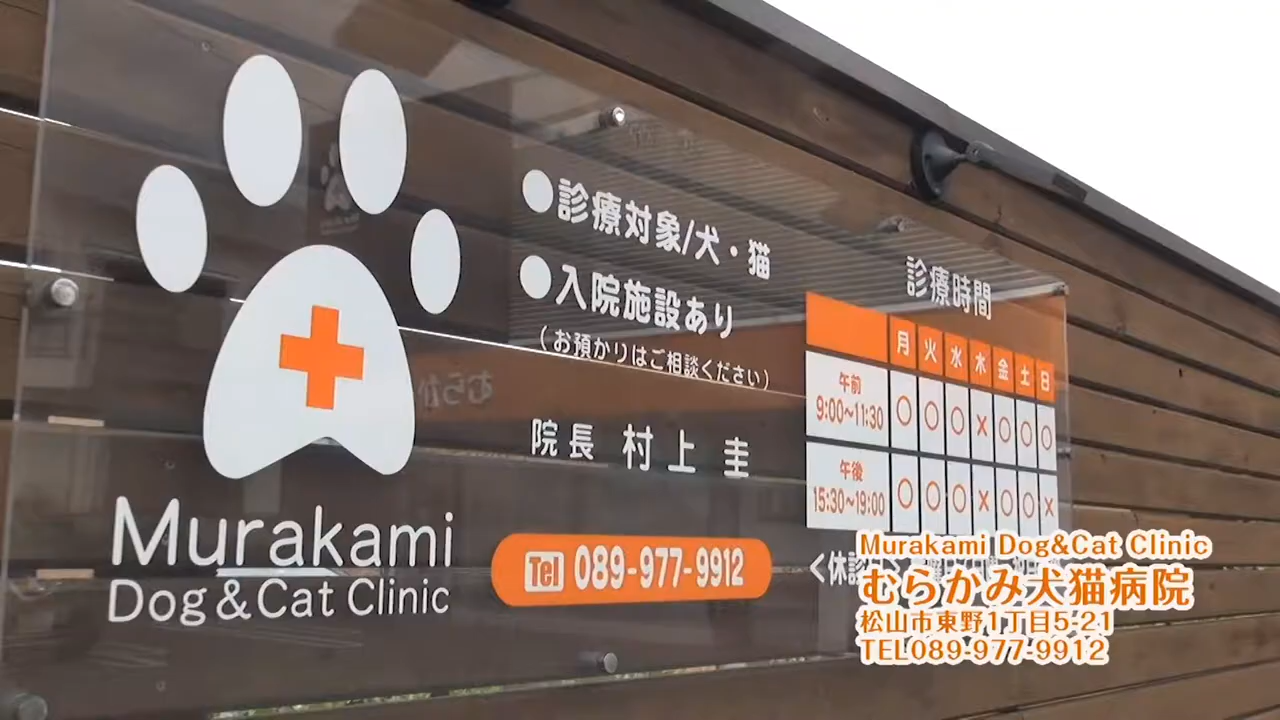 ●診療対象/犬・猫
●入院施設あり
(お預かりはご相談ください)
院長 村上 圭
Tel 089-977-9912
Murakami
Dog&Cat Clinic
診療時間
月 火 水 木 金 土 日
午前
9:00~11:30 ○ ○ ○ × ○ ○ ○
午後
15:30~19:00 ○ ○ ○ × ○ ○ ×
Murakami Dog&Cat Clinic
むらかみ犬猫病院
松山市東野1丁目5-21
TEL089-977-9912